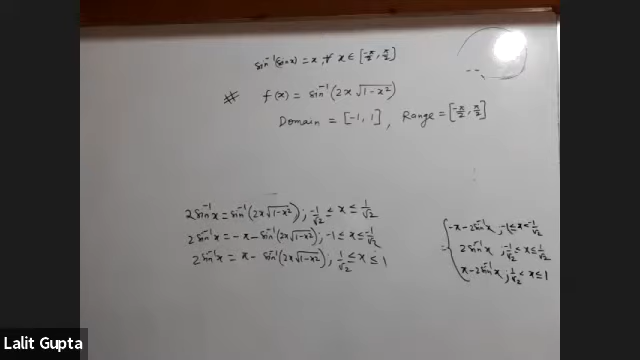 sin⁻¹(sinx) = x, ∀ x ∈ [-π/2, π/2]
# f(x) = sin⁻¹(2x√1-x²)
Domain = [-1, 1], Range = [-π/2, π/2]
2sin⁻¹x = sin⁻¹(2x√1-x²); -1/√2 ≤ x ≤ 1/√2
2sin⁻¹x = -π - sin⁻¹(2x√1-x²); -1 ≤ x ≤ -1/√2
2sin⁻¹x = π - sin⁻¹(2x√1-x²); 1/√2 ≤ x ≤ 1
-π - 2sin⁻¹x, -1 ≤ x < -1/√2
2sin⁻¹x ; -1/√2 ≤ x ≤ 1/√2
π - 2sin⁻¹x ; 1/√2 < x ≤ 1
Lalit Gupta